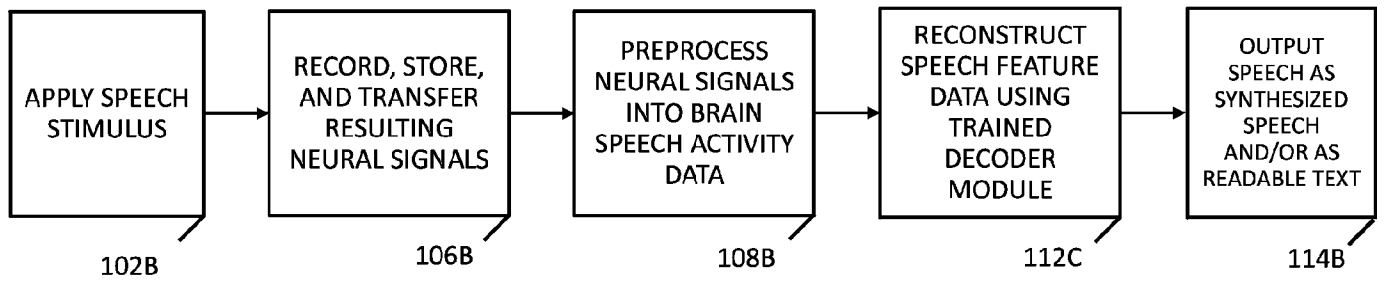 APPLY SPEECH
STIMULUS
102B
RECORD, STORE,
AND TRANSFER
RESULTING
NEURAL SIGNALS
106B
PREPROCESS
NEURAL SIGNALS
INTO BRAIN
SPEECH ACTIVITY
DATA
108B
RECONSTRUCT
SPEECH FEATURE
DATA USING
TRAINED
DECODER
MODULE
112C
OUTPUT
SPEECH AS
SYNTHESIZED
SPEECH
AND/OR AS
READABLE TEXT
114B